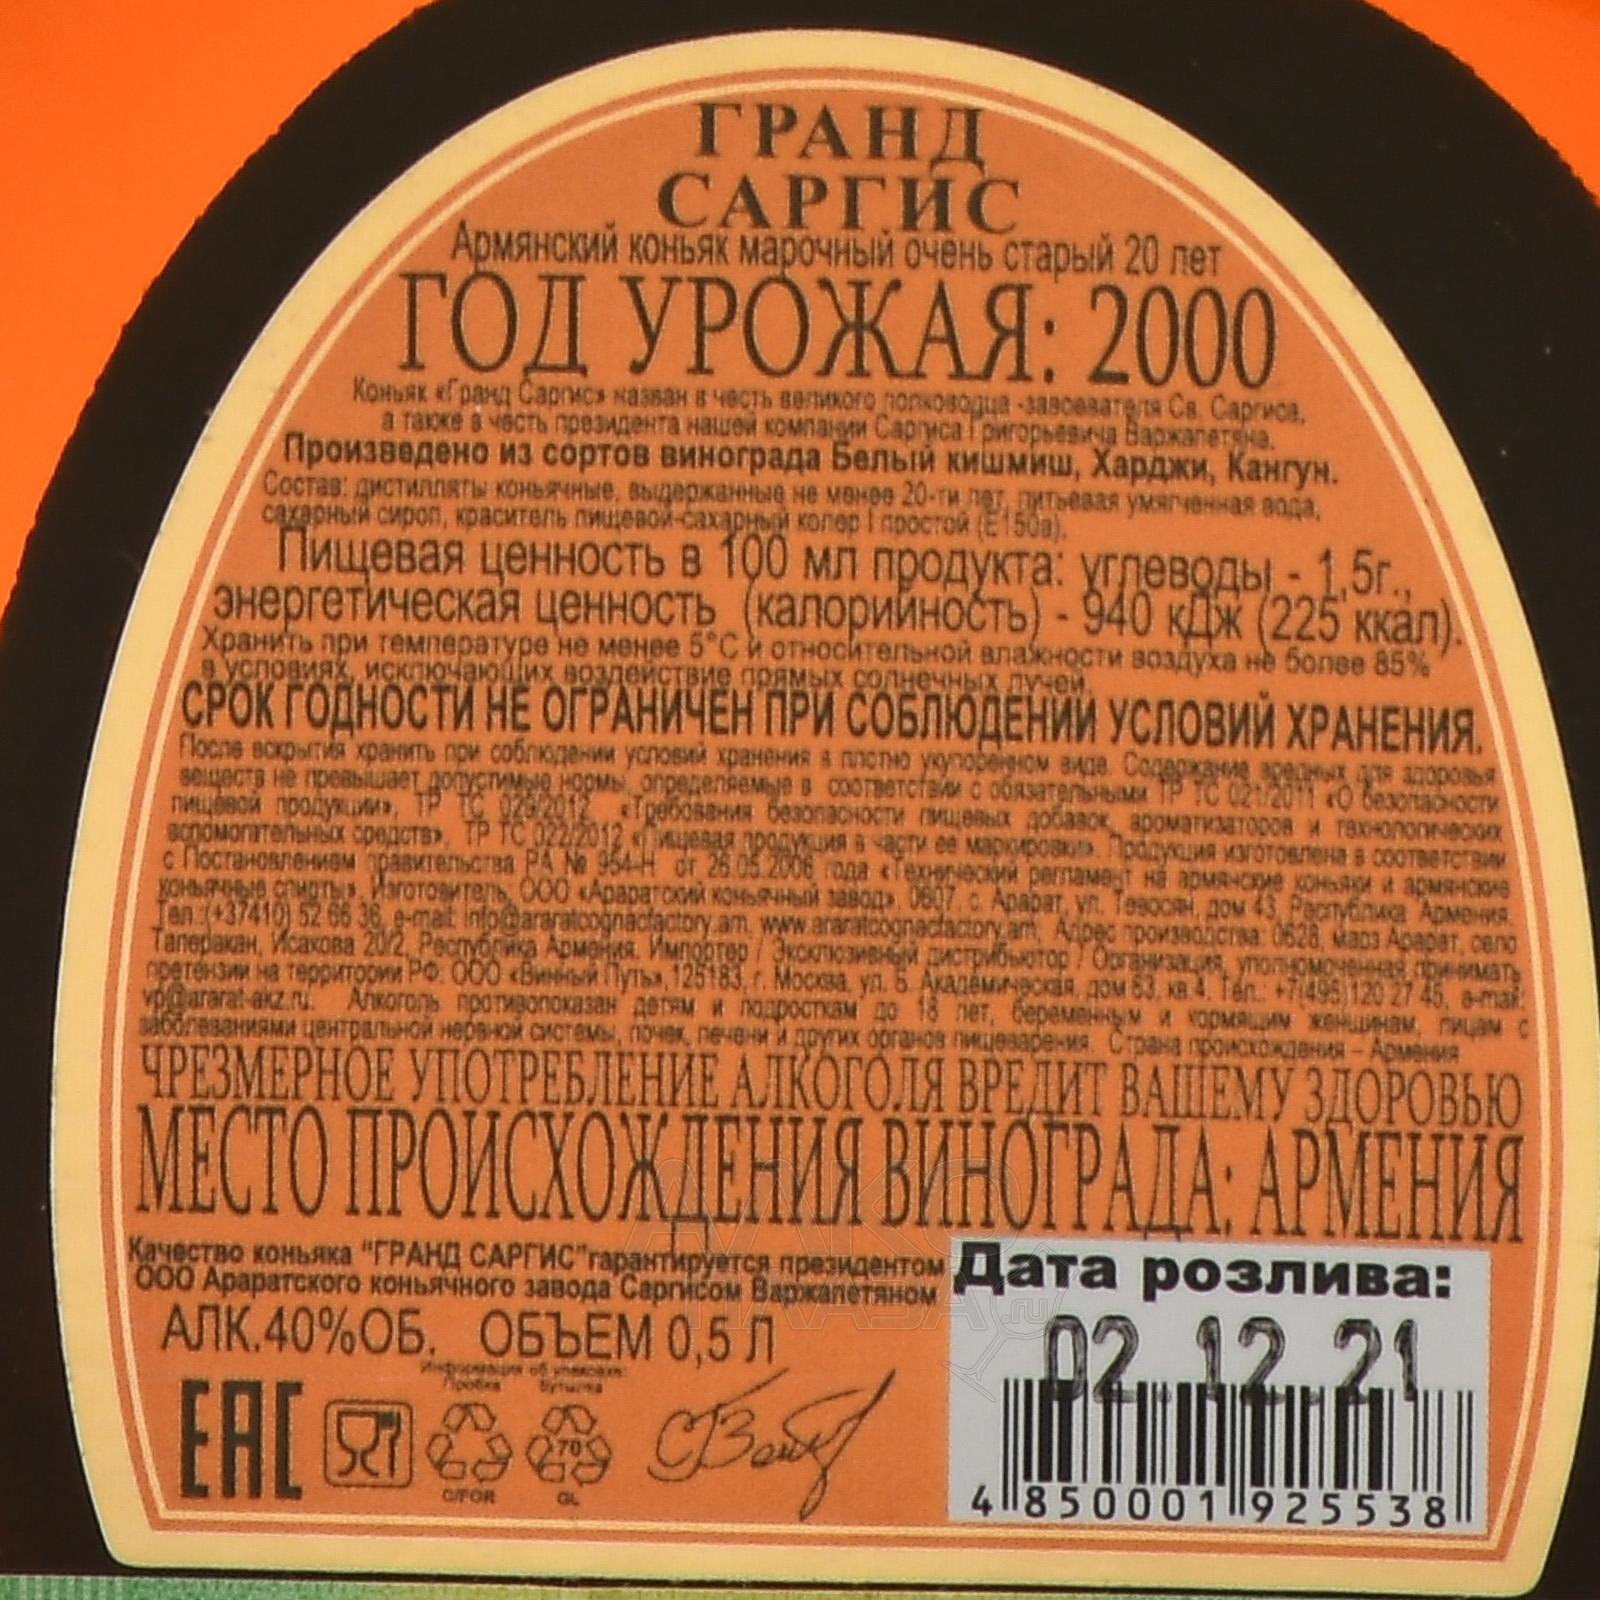 ГРАНД
САРГИС
Армянский коньяк марочный очень старый 20 лет
ГОД УРОЖАЯ: 2000
Коньяк «Гранд Саргис» назван в честь великого полководца -завоевателя Св. Саргиса,
а также в честь президента нашей компании Саргиса Григорьевича Варжапетяна.
Произведено из сортов винограда Белый кишмиш, Харджи, Кангун.
Состав: дистилляты коньячные, выдержанные не менее 20-ти лет, питьевая умягченная вода,
сахарный сироп, краситель пищевой-сахарный колер I простой (Е150а).
Пищевая ценность в 100 мл продукта: углеводы - 1,5г.,
энергетическая ценность (калорийность) - 940 кДж (225 ккал).
Хранить при температуре не менее 5°С и относительной влажности воздуха не более 85%
в условиях, исключающих воздействие прямых солнечных лучей.
СРОК ГОДНОСТИ НЕ ОГРАНИЧЕН ПРИ СОБЛЮДЕНИИ УСЛОВИЙ ХРАНЕНИЯ.
После вскрытия хранить при соблюдении условий хранения в плотно укупоренном виде. Содержание вредных для здоровья
веществ не превышает допустимые нормы, определяемые в соответствии с обязательными ТР ТС 021/2011 «О безопасности
пищевой продукции», ТР ТС 029/2012 «Требования безопасности пищевых добавок, ароматизаторов и технологических
вспомогательных средств», ТР ТС 022/2012 «Пищевая продукция в части ее маркировки». Продукция изготовлена в соответствии
с Постановлением правительства РА № 954-Н от 26.05.2006 года «Технический регламент на армянские коньяки и армянские
коньячные спирты». Изготовитель: ООО «Араратский коньячный завод», 0607, с. Арарат, ул. Тевосян, дом 43, Республика Армения.
Тел.:(+37410) 52 66 36, e-mail: info@araratcognacfactory.am, www.araratcognacfactory.am, Адрес производства: 0628, марз Арарат, село
Таперакан, Исакова 20/2, Республика Армения. Импортер / Эксклюзивный дистрибьютор / Организация, уполномоченная принимать
претензии на территории РФ: ООО «Винный Путь», 125183, г. Москва, ул. Б. Академическая, дом 63, кв.4. Тел.: +7(495)120 27 45, e-mail:
vp@ararat-akz.ru. Алкоголь противопоказан детям и подросткам до 18 лет, беременным и кормящим женщинам, лицам с
заболеваниями центральной нервной системы, почек, печени и других органов пищеварения. Страна происхождения – Армения
ЧРЕЗМЕРНОЕ УПОТРЕБЛЕНИЕ АЛКОГОЛЯ ВРЕДИТ ВАШЕМУ ЗДОРОВЬЮ
МЕСТО ПРОИСХОЖДЕНИЯ ВИНОГРАДА: АРМЕНИЯ
Качество коньяка "ГРАНД САРГИС" гарантируется президентом
ООО Араратского коньячного завода Саргисом Варжапетяном
АЛК.40%ОБ. ОБЪЕМ 0,5 Л
Информация об упаковке:
Пробка Бутылка
EAC
70
C/FOR GL
Дата розлива:
02.12.21
4 850001 925538